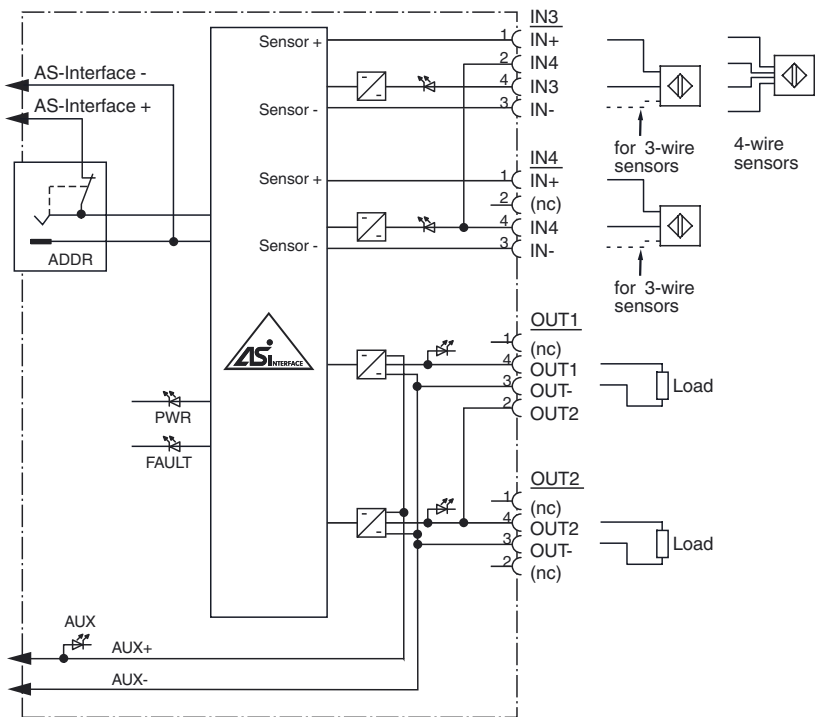 IN3
Sensor +
1
IN+
2
IN4
AS-Interface -
4
IN3
AS-Interface +
Sensor -
3
IN-
for 3-wire
sensors
4-wire
sensors
IN4
Sensor +
1
IN+
2
(nc)
4
IN4
Sensor -
3
IN-
ADDR
for 3-wire
sensors
OUT1
1
(nc)
ASi INTERFACE
4
OUT1
3
OUT-
Load
2
OUT2
PWR
FAULT
OUT2
1
(nc)
4
OUT2
3
OUT-
Load
2
(nc)
AUX
AUX+
AUX-